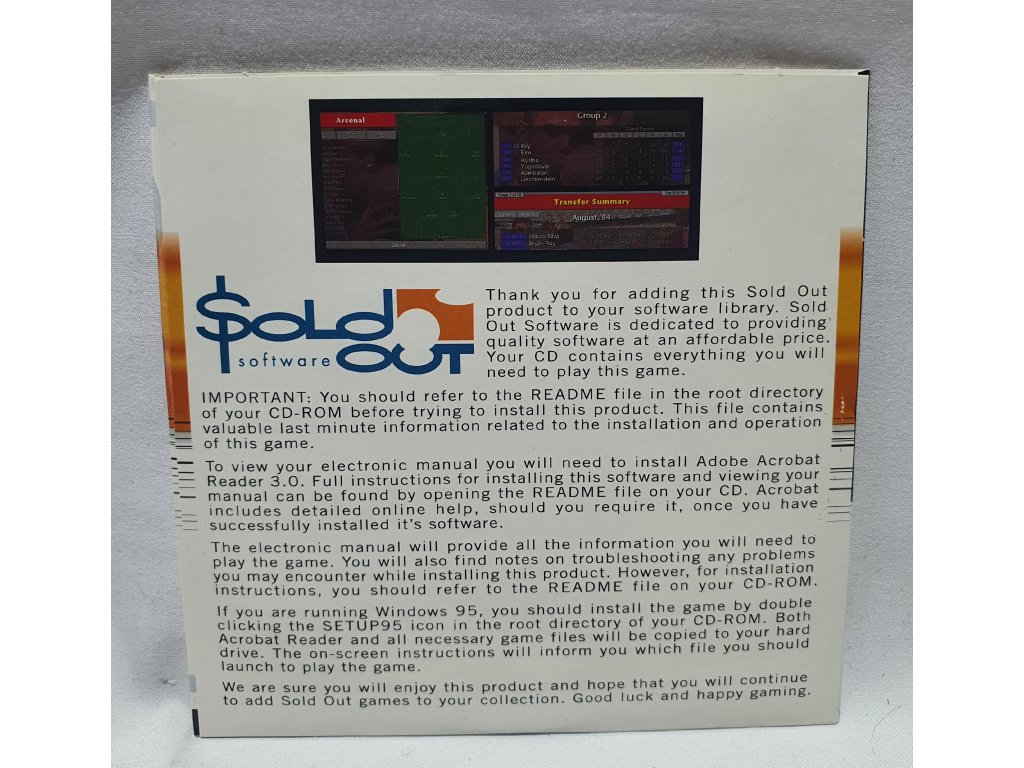 Arsenal
Done
Group 2
Italy
Eire
Austria
Yugoslavia
Azerbaijan
Liechtenstein
Transfer Summary
August '94
Mauro Silva
Bryan Roy
SOLD
software OUT
Thank you for adding this Sold Out
product to your software library. Sold
Out Software is dedicated to providing
quality software at an affordable price.
Your CD contains everything you will
need to play this game.
IMPORTANT: You should refer to the README file in the root directory
of your CD-ROM before trying to install this product. This file contains
valuable last minute information related to the installation and operation
of this game.
To view your electronic manual you will need to install Adobe Acrobat
Reader 3.0. Full instructions for installing this software and viewing your
manual can be found by opening the README file on your CD. Acrobat
includes detailed online help, should you require it, once you have
successfully installed it's software.
The electronic manual will provide all the information you will need to
play the game. You will also find notes on troubleshooting any problems
you may encounter while installing this product. However, for installation
instructions, you should refer to the README file on your CD-ROM.
If you are running Windows 95, you should install the game by double
clicking the SETUP95 icon in the root directory of your CD-ROM. Both
Acrobat Reader and all necessary game files will be copied to your hard
drive. The on-screen instructions will inform you which file you should
launch to play the game.
We are sure you will enjoy this product and hope that you will continue
to add Sold Out games to your collection. Good luck and happy gaming.